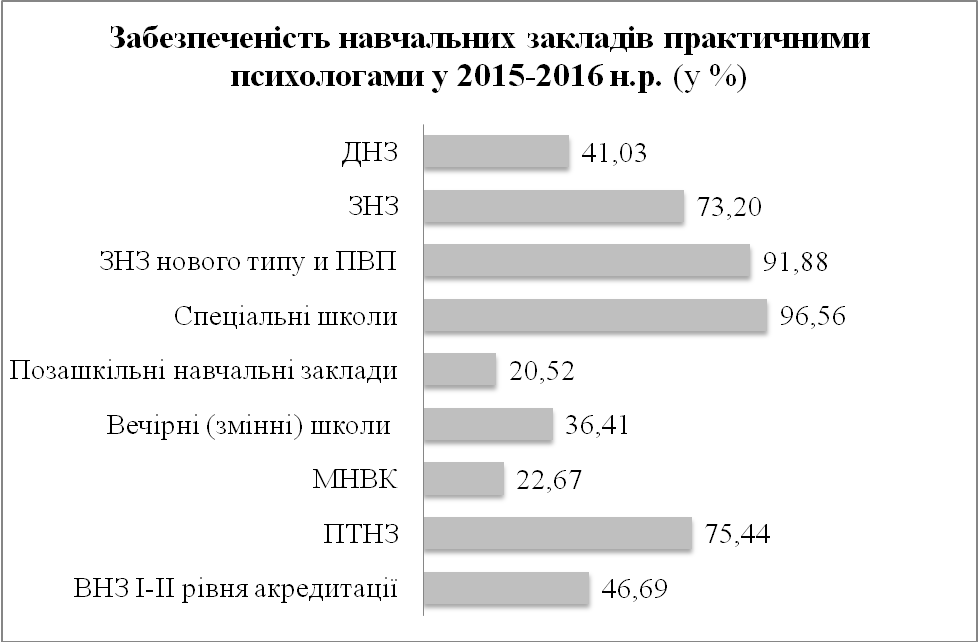 Забезпеченість навчальних закладів практичними
психологами у 2015-2016 н.р. (у %)
ДНЗ 41,03
ЗНЗ 73,20
ЗНЗ нового типу и ПВП 91,88
Спеціальні школи 96,56
Позашкільні навчальні заклади 20,52
Вечірні (змінні) школи 36,41
МНВК 22,67
ПТНЗ 75,44
ВНЗ І-ІІ рівня акредитації 46,69